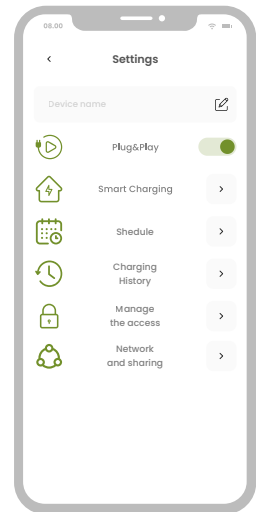 08.00
Settings
Device name
Plug&Play
Smart Charging
Shedule
Charging
History
Manage
the access
Network
and sharing